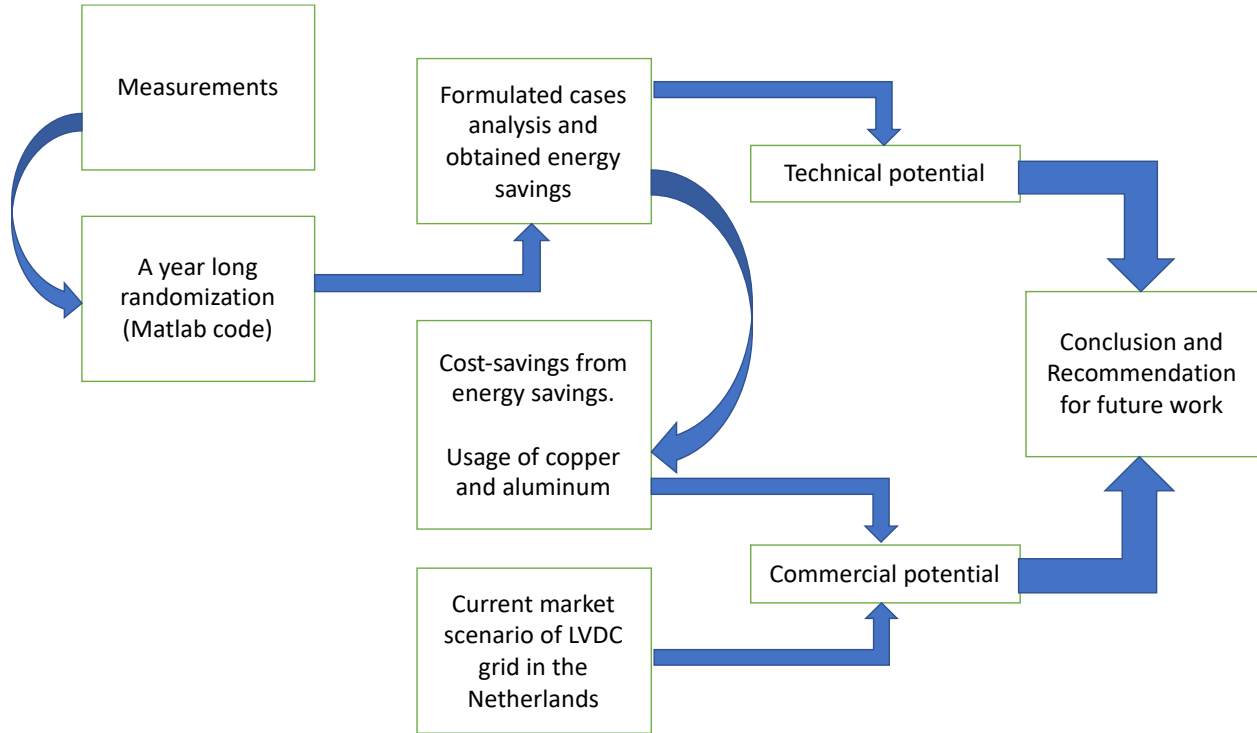 Measurements
A year long
randomization
(Matlab code)
Formulated cases
analysis and
obtained energy
savings
Cost-savings from
energy savings.
Usage of copper
and aluminum
Current market
scenario of LVDC
grid in the
Netherlands
Technical potential
Commercial potential
Conclusion and
Recommendation
for future work